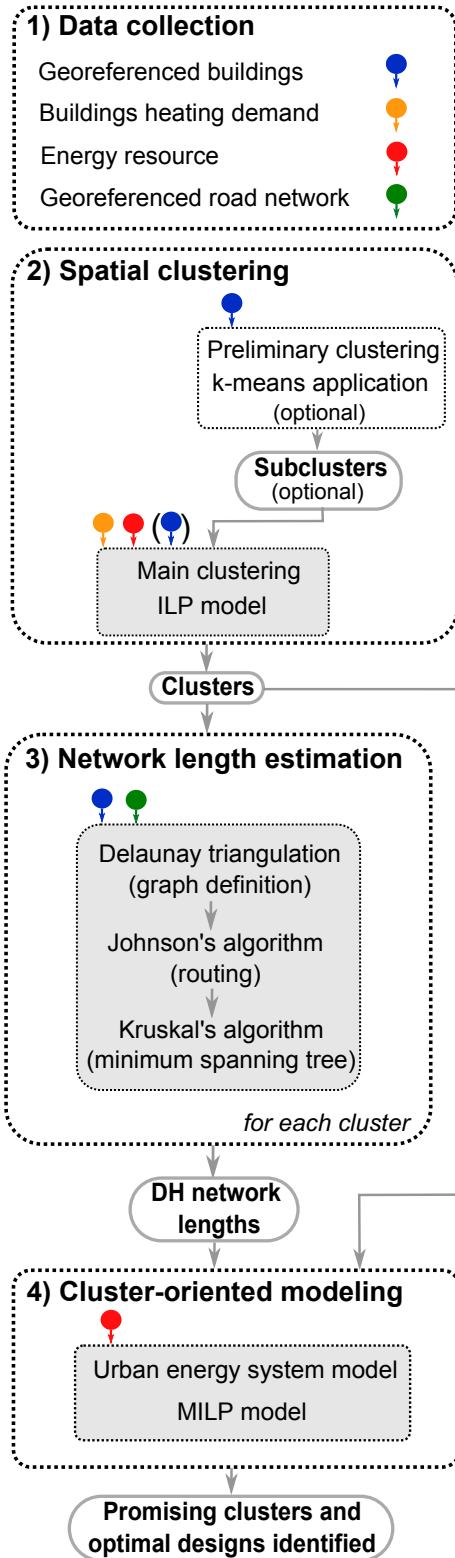 1) Data collection
Georeferenced buildings
Buildings heating demand
Energy resource
Georeferenced road network
2) Spatial clustering
Preliminary clustering
k-means application
(optional)
Subclusters
(optional)
( )
Main clustering
ILP model
Clusters
3) Network length estimation
Delaunay triangulation
(graph definition)
Johnson's algorithm
(routing)
Kruskal's algorithm
(minimum spanning tree)
for each cluster
DH network
lengths
4) Cluster-oriented modeling
Urban energy system model
MILP model
Promising clusters and
optimal designs identified